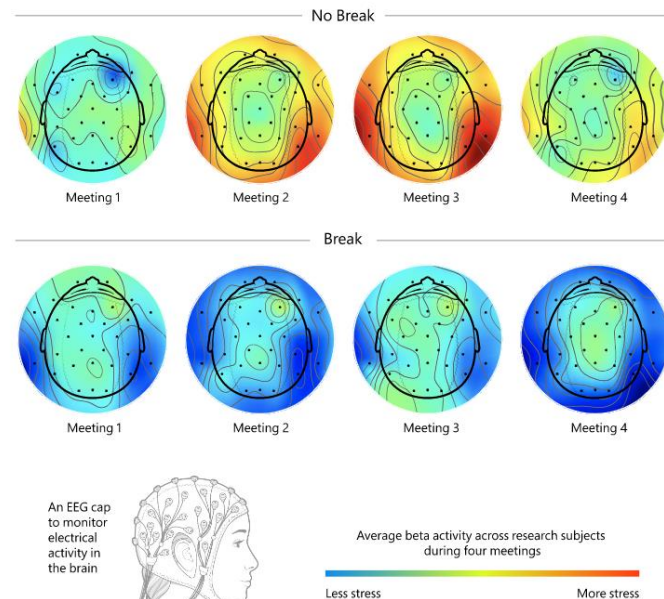 No Break
Meeting 1
Meeting 2
Meeting 3
Meeting 4
Break
Meeting 1
Meeting 2
Meeting 3
Meeting 4
An EEG cap
to monitor
electrical
activity in
the brain
Average beta activity across research subjects
during four meetings
Less stress
More stress